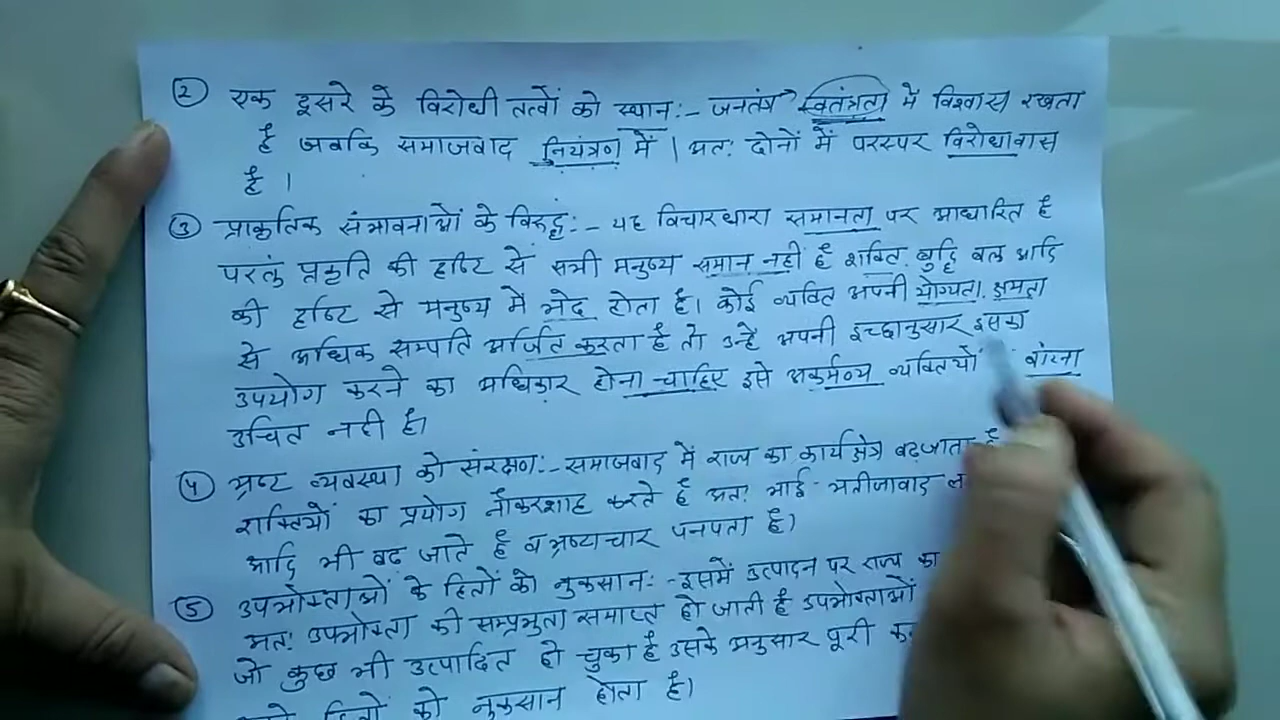 ② एक दूसरे के विरोधी तत्वों को स्थान:- जनतंत्र स्वतंत्रता में विश्वास रखता
है जबकि समाजवाद नियंत्रण में । अतः दोनों में परस्पर विरोधावास
है ।
③ प्राकृतिक संभावनाओं के विरुद्ध:- यह विचारधारा समानता पर आधारित है
परतुं प्रकृति की दृष्टि से सभी मनुष्य समान नहीं है शक्ति, बुद्धि बल आदि
की दृष्टि से मनुष्य में भेद होता है। कोई व्यक्ति अपनी योग्यता, क्षमता
से अधिक सम्पति अर्जित करता है तो उन्हें अपनी इच्छानुसार इसका
उपयोग करने का अधिकार होना चाहिए इसे अकर्मण्य व्यक्तियों बांटना
उचित नही है।
④ भ्रष्ट व्यवस्था को संरक्षण:- समाजवाद में राज्य का कार्यक्षेत्र बढ़जाता है
शक्तियों का प्रयोग नौकरशाह करते है अतः भाई-भतीजावाद
आदि भी बढ जाते है व भ्रष्टाचार पनपता है।
⑤ उपभोक्ताओं के हितों को नुकसान:- इसमें उत्पादन पर राज्य का
अतः उपभोक्ता की सम्प्रभुता समाप्त हो जाती है उपभोक्ताओं
जो कुछ भी उत्पादित हो चुका है उसके अनुसार पूरी
हितों को नुकसान होता है।